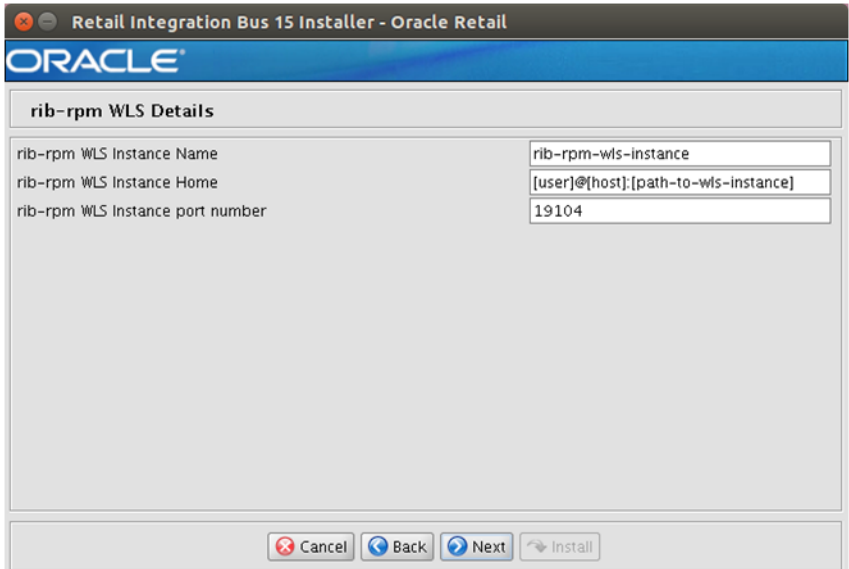 Retail Integration Bus 15 Installer - Oracle Retail
ORACLE®
rib-rpm WLS Details
rib-rpm WLS Instance Name rib-rpm-wls-instance
rib-rpm WLS Instance Home [user]@[host]:[path-to-wls-instance]
rib-rpm WLS Instance port number 19104
Cancel Back Next Install